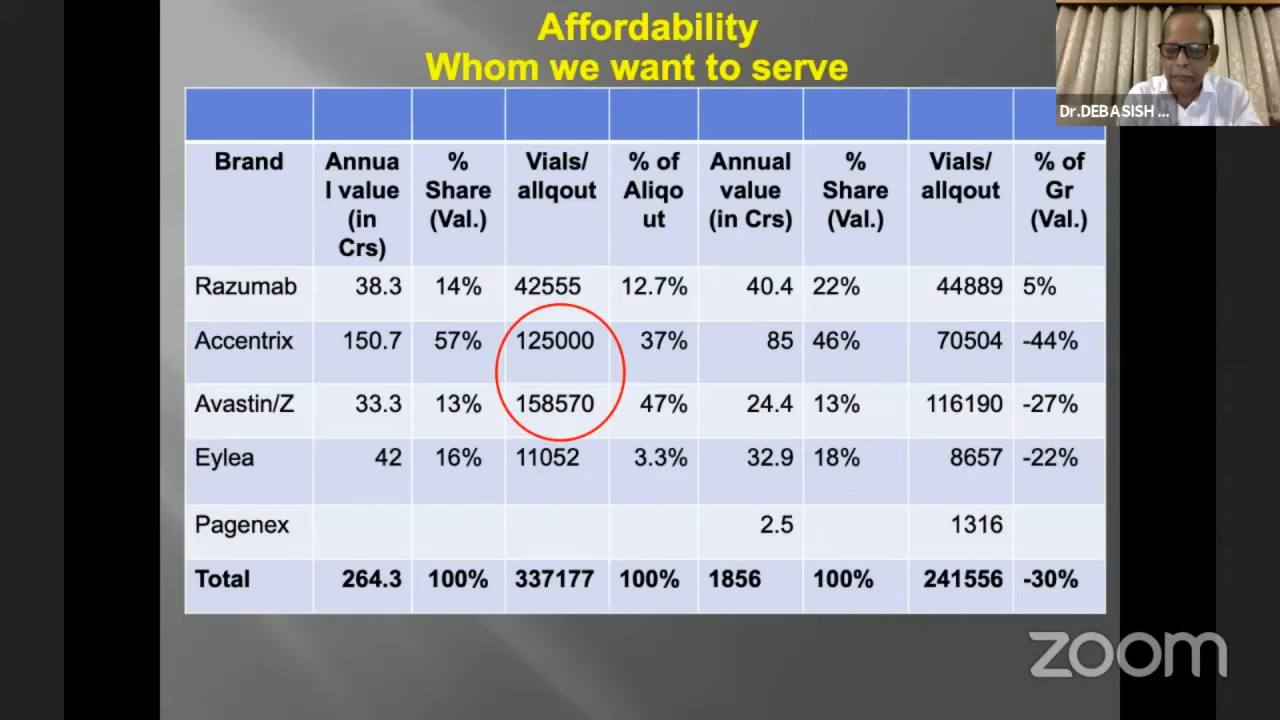 Affordability
Whom we want to serve
Dr.DEBASISH ...
Brand Annua l value (in Crs) % Share (Val.) Vials/ allqout % of Aliqo ut Annual value (in Crs) % Share (Val.) Vials/ allqout % of Gr (Val.)
Razumab 38.3 14% 42555 12.7% 40.4 22% 44889 5%
Accentrix 150.7 57% 125000 37% 85 46% 70504 -44%
Avastin/Z 33.3 13% 158570 47% 24.4 13% 116190 -27%
Eylea 42 16% 11052 3.3% 32.9 18% 8657 -22%
Pagenex 2.5 1316
Total 264.3 100% 337177 100% 1856 100% 241556 -30%
zoom